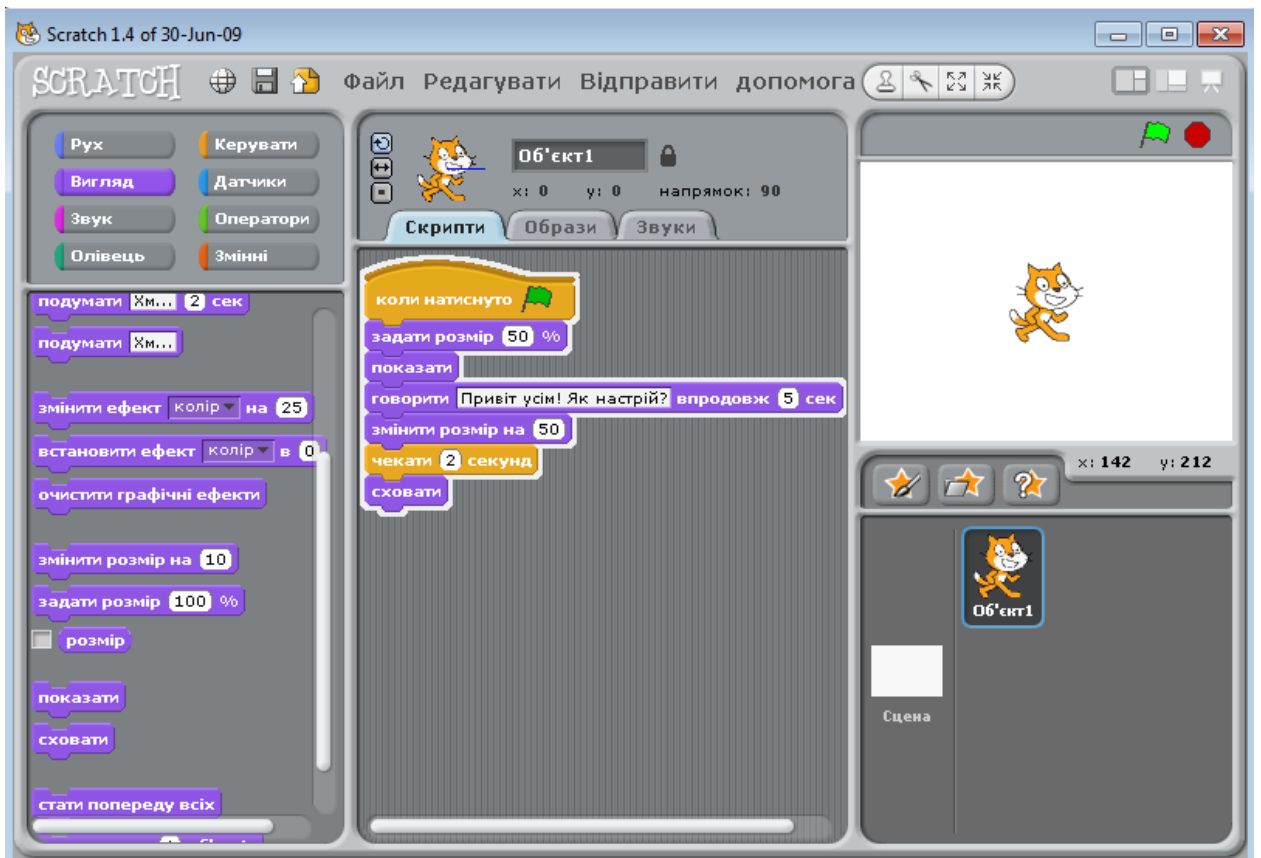 Scratch 1.4 of 30-Jun-09
SCRATCH Файл Редагувати Відправити допомога
Рух Керувати
Вигляд Датчики
Звук Оператори
Олівець Змінні
подумати Хм... 2 сек
подумати Хм...
змінити ефект колір на 25
встановити ефект колір в 0
очистити графічні ефекти
змінити розмір на 10
задати розмір 100 %
розмір
показати
сховати
стати попереду всіх
Об'єкт1
x: 0 y: 0 напрямок: 90
Скрипти Образи Звуки
коли натиснуто
задати розмір 50 %
показати
говорити Привіт усім! Як настрій? впродовж 5 сек
змінити розмір на 50
чекати 2 секунд
сховати
x: 142 y: 212
Об'єкт1
Сцена